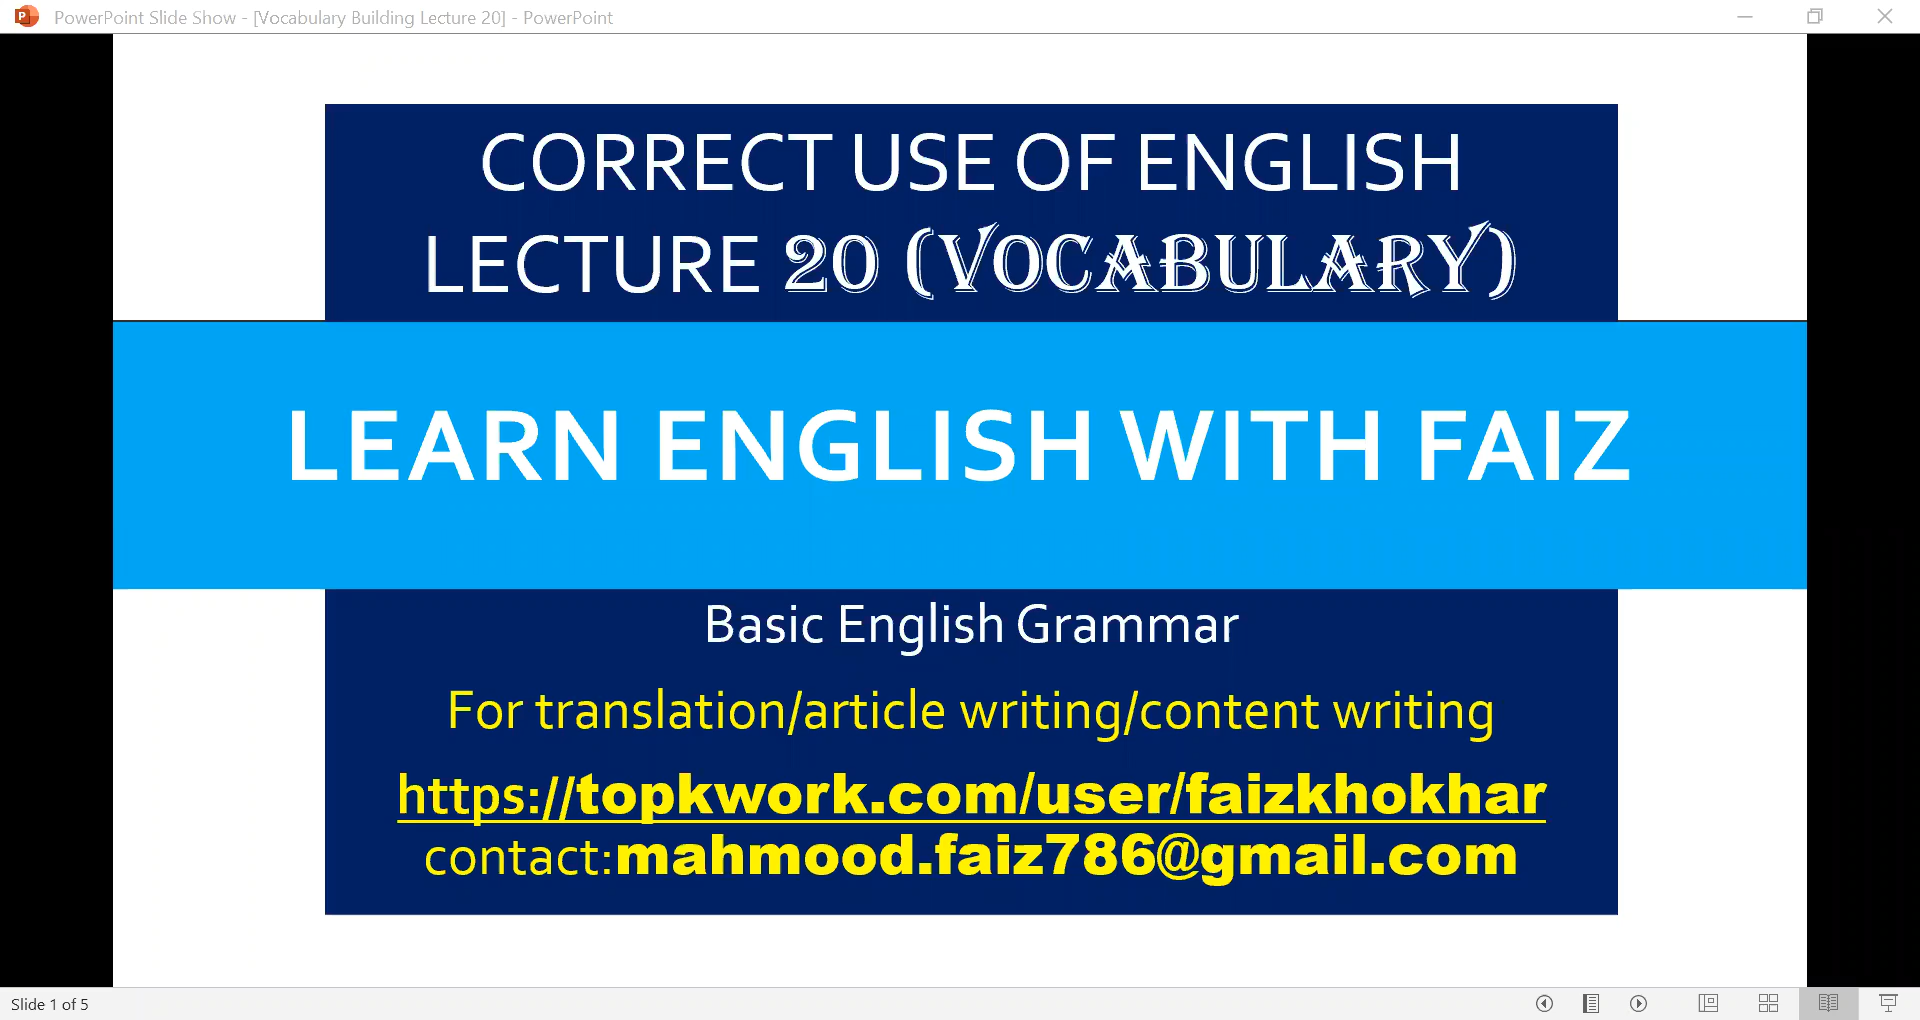 PowerPoint Slide Show - [Vocabulary Building Lecture 20] - PowerPoint
CORRECT USE OF ENGLISH
LECTURE 20 (VOCABULARY)
LEARN ENGLISH WITH FAIZ
Basic English Grammar
For translation/article writing/content writing
https://topkwork.com/user/faizkhokhar
contact:mahmood.faiz786@gmail.com
Slide 1 of 5